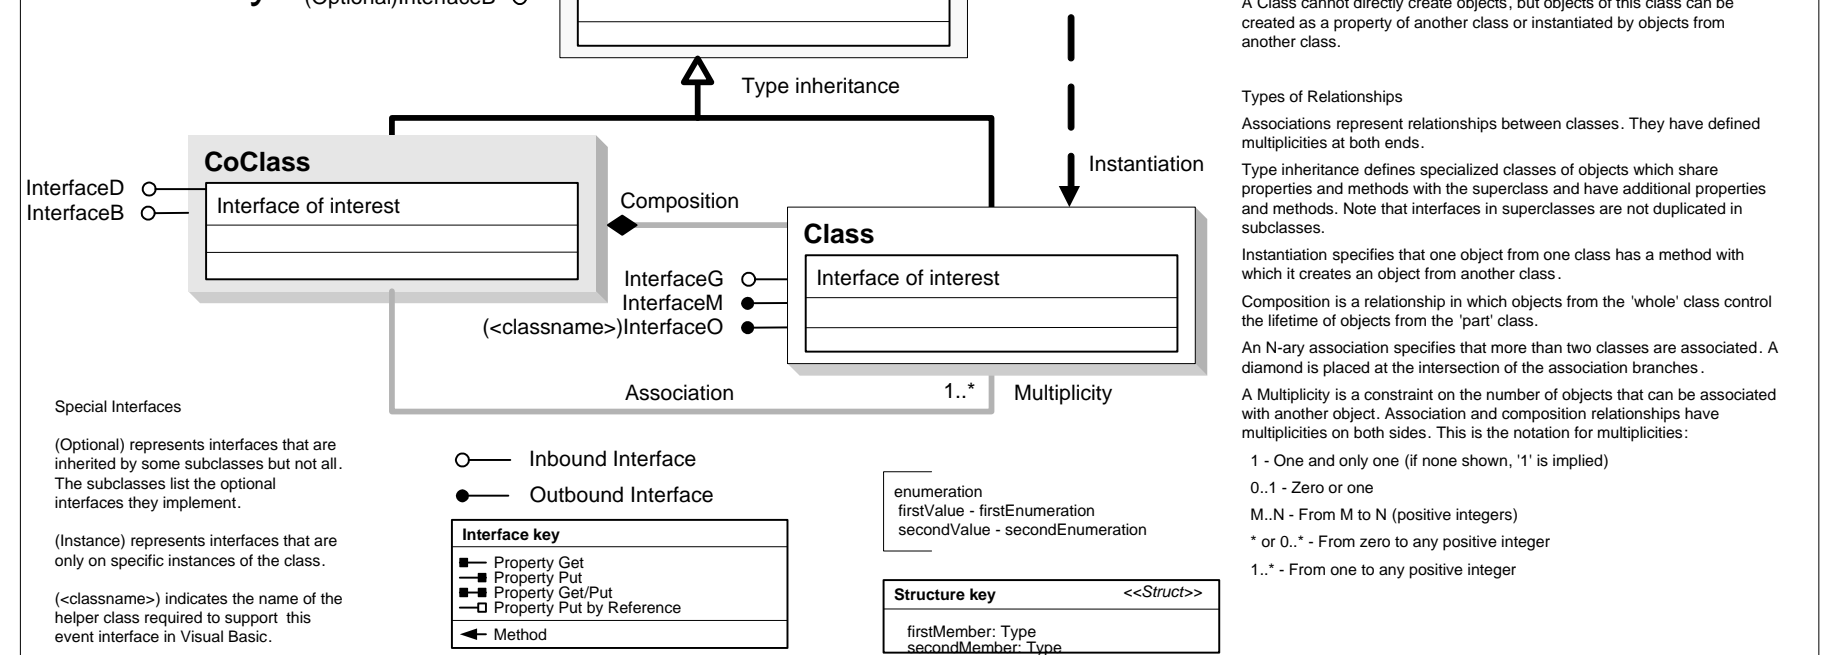 (Optional)InterfaceB
Type inheritance
CoClass
InterfaceD
InterfaceB
Interface of interest
Composition
Instantiation
Class
InterfaceG
InterfaceM
(<classname>)InterfaceO
Interface of interest
Association
1..*
Multiplicity
Special Interfaces
(Optional) represents interfaces that are
inherited by some subclasses but not all.
The subclasses list the optional
interfaces they implement.
(Instance) represents interfaces that are
only on specific instances of the class.
(<classname>) indicates the name of the
helper class required to support this
event interface in Visual Basic.
Inbound Interface
Outbound Interface
Interface key
Property Get
Property Put
Property Get/Put
Property Put by Reference
Method
enumeration
firstValue - firstEnumeration
secondValue - secondEnumeration
Structure key
<<Struct>>
firstMember: Type
secondMember: Type
A Class cannot directly create objects, but objects of this class can be
created as a property of another class or instantiated by objects from
another class.
Types of Relationships
Associations represent relationships between classes. They have defined
multiplicities at both ends.
Type inheritance defines specialized classes of objects which share
properties and methods with the superclass and have additional properties
and methods. Note that interfaces in superclasses are not duplicated in
subclasses.
Instantiation specifies that one object from one class has a method with
which it creates an object from another class.
Composition is a relationship in which objects from the 'whole' class control
the lifetime of objects from the 'part' class.
An N-ary association specifies that more than two classes are associated. A
diamond is placed at the intersection of the association branches.
A Multiplicity is a constraint on the number of objects that can be associated
with another object. Association and composition relationships have
multiplicities on both sides. This is the notation for multiplicities:
1 - One and only one (if none shown, '1' is implied)
0..1 - Zero or one
M..N - From M to N (positive integers)
* or 0..* - From zero to any positive integer
1..* - From one to any positive integer